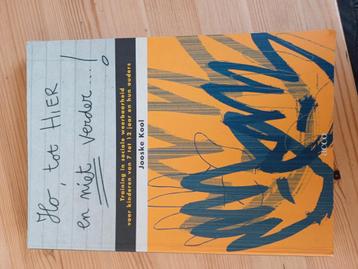 Ho, tot HIER
en niet verder...!
Training in sociale weerbaarheid
voor kinderen van 7 tot 12 jaar en hun ouders
Jooske Kool
acco